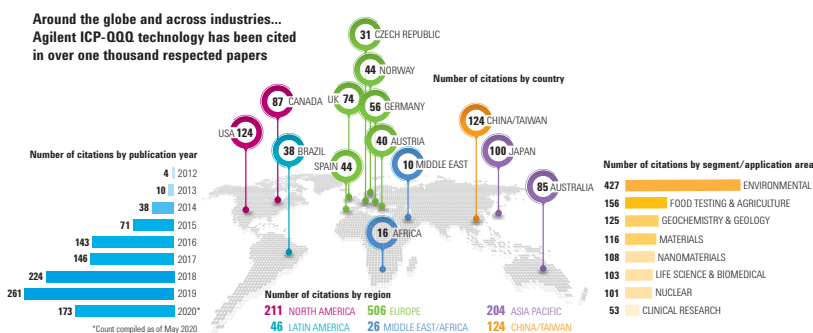 Around the globe and across industries...
Agilent ICP-QQQ technology has been cited
in over one thousand respected papers
Number of citations by country
31 CZECH REPUBLIC
44 NORWAY
87 CANADA
UK 74
56 GERMANY
USA 124
124 CHINA/TAIWAN
38 BRAZIL
40 AUSTRIA
100 JAPAN
SPAIN 44
10 MIDDLE EAST
85 AUSTRALIA
16 AFRICA
Number of citations by publication year
4 2012
10 2013
38 2014
71 2015
143 2016
146 2017
224 2018
261 2019
173 2020*
*Count compiled as of May 2020
Number of citations by region
211 NORTH AMERICA 506 EUROPE 204 ASIA PACIFIC
46 LATIN AMERICA 26 MIDDLE EAST/AFRICA 124 CHINA/TAIWAN
Number of citations by segment/application area
427 ENVIRONMENTAL
156 FOOD TESTING & AGRICULTURE
125 GEOCHEMISTRY & GEOLOGY
116 MATERIALS
108 NANOMATERIALS
103 LIFE SCIENCE & BIOMEDICAL
101 NUCLEAR
53 CLINICAL RESEARCH